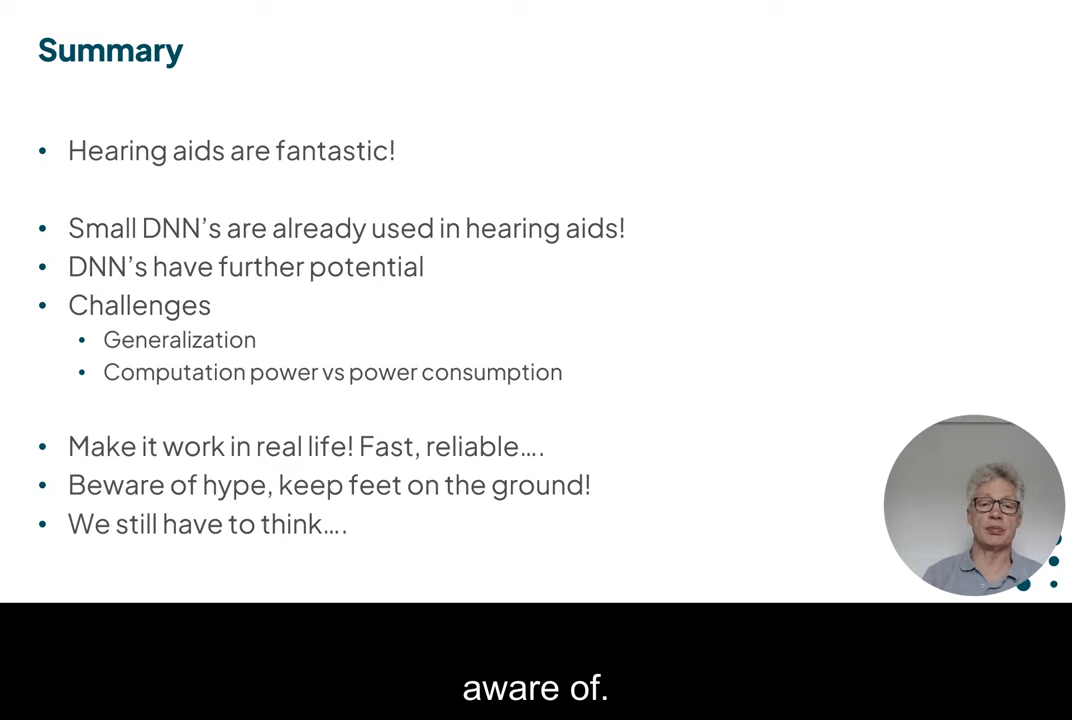 Summary
• Hearing aids are fantastic!
• Small DNN’s are already used in hearing aids!
• DNN’s have further potential
• Challenges
• Generalization
• Computation power vs power consumption
• Make it work in real life! Fast, reliable….
• Beware of hype, keep feet on the ground!
• We still have to think….
aware of.